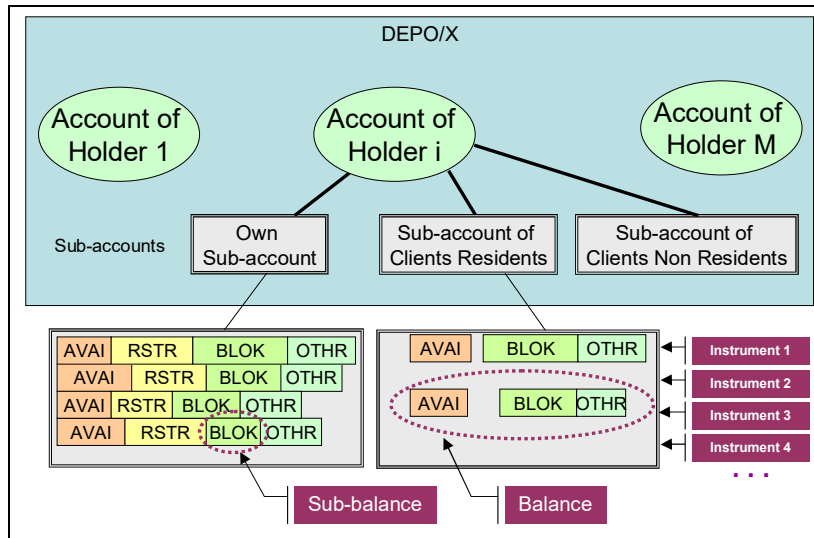 DEPO/X
Account of
Holder 1
Account of
Holder i
Account of
Holder M
Sub-accounts
Own
Sub-account
Sub-account of
Clients Residents
Sub-account of
Clients Non Residents
AVAI RSTR BLOK OTHR
AVAI RSTR BLOK OTHR
AVAI RSTR BLOK OTHR
AVAI RSTR BLOK OTHR
AVAI BLOK OTHR
AVAI BLOK OTHR
Instrument 1
Instrument 2
Instrument 3
Instrument 4
. . .
Sub-balance
Balance